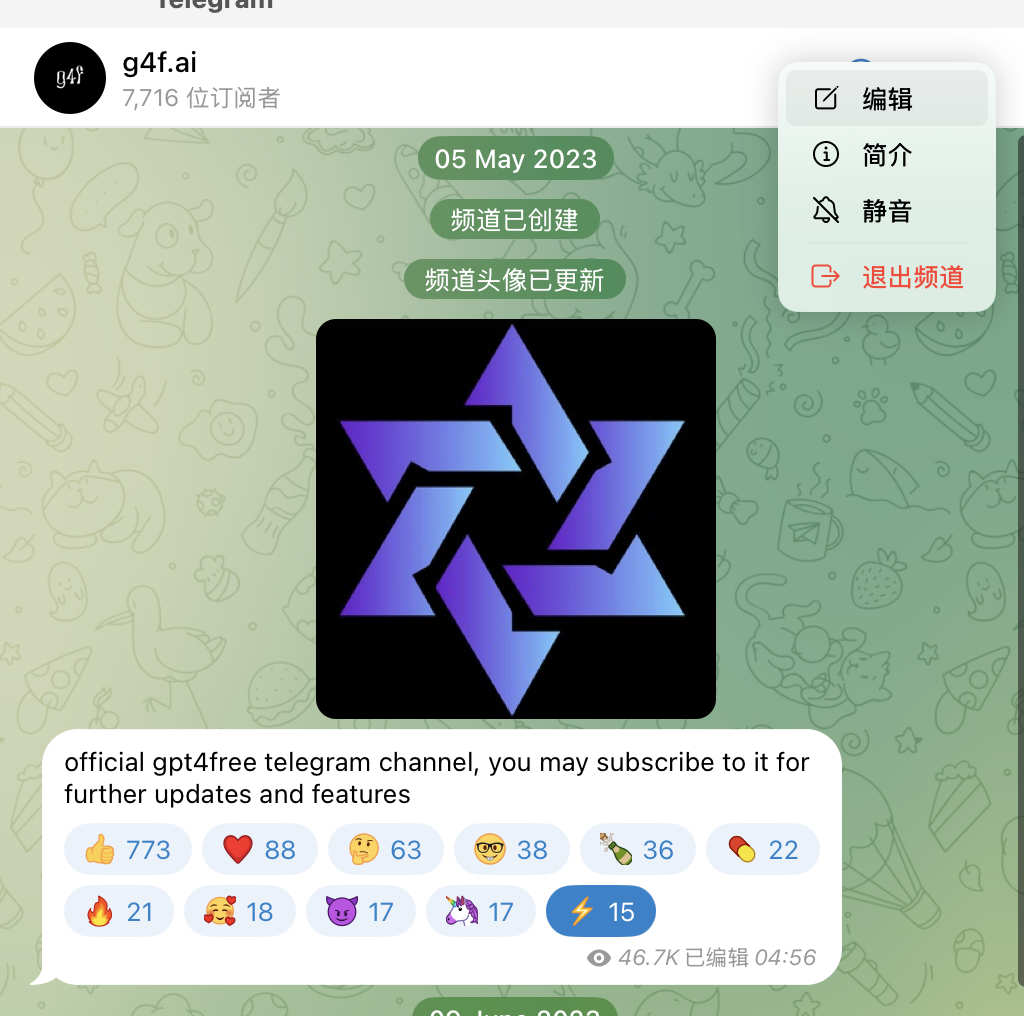 Telegram
g4f
g4f.ai
7,716 位订阅者
编辑
简介
静音
退出频道
05 May 2023
频道已创建
频道头像已更新
official gpt4free telegram channel, you may subscribe to it for
further updates and features
773 88 63 38 36 22
21 18 17 17 15
46.7K 已编辑 04:56
09 June 2023